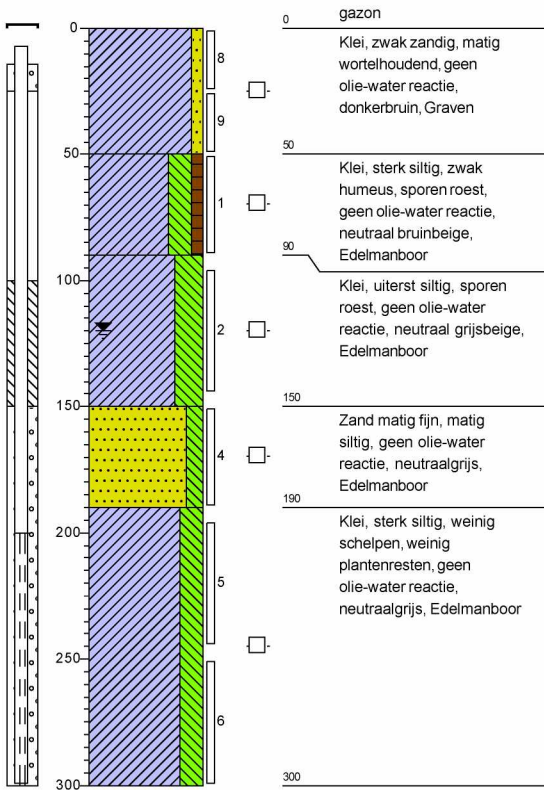 0
50
100
150
200
250
300
8
9
1
2
4
5
6
0
gazon
Klei, zwak zandig, matig
wortelhoudend, geen
olie-water reactie,
donkerbruin, Graven
50
Klei, sterk siltig, zwak
humeus, sporen roest,
geen olie-water reactie,
neutraal bruinbeige,
Edelmanboor
90
Klei, uiterst siltig, sporen
roest, geen olie-water
reactie, neutraal grijsbeige,
Edelmanboor
150
Zand matig fijn, matig
siltig, geen olie-water
reactie, neutraalgrijs,
Edelmanboor
190
Klei, sterk siltig, weinig
schelpen, weinig
plantenresten, geen
olie-water reactie,
neutraalgrijs, Edelmanboor
300